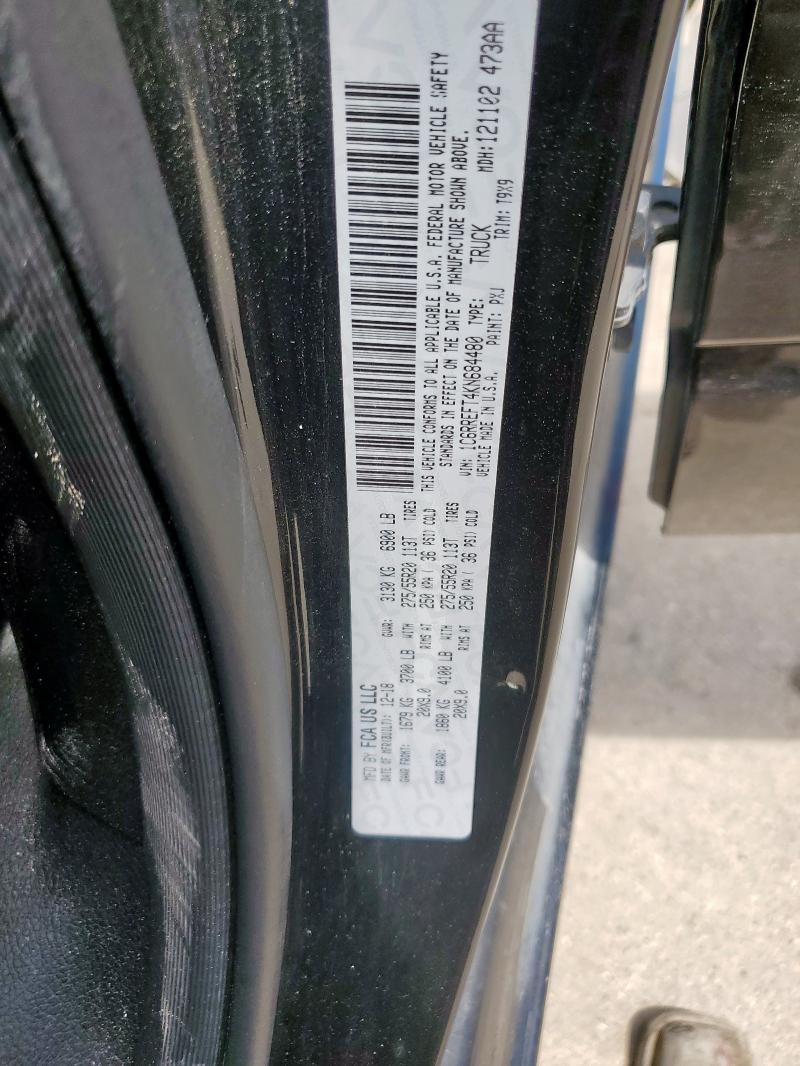 MFD BY FCA US LLC
DATE OF MFR(BUILT): 12-18 GVWR: 3130 KG 6900 LB
GAWR FRONT: 1679 KG 3700 LB WITH 275/55R20 113T TIRES
20X9.0 RIMS AT 250 KPA ( 36 PSI) COLD
GAWR REAR: 1860 KG 4100 LB WITH 275/55R20 113T TIRES
20X9.0 RIMS AT 250 KPA ( 36 PSI) COLD
THIS VEHICLE CONFORMS TO ALL APPLICABLE U.S.A. FEDERAL MOTOR VEHICLE SAFETY
STANDARDS IN EFFECT ON THE DATE OF MANUFACTURE SHOWN ABOVE.
VIN: 1C6RREFT4KN684480 TYPE: TRUCK MDH:121102 473AA
VEHICLE MADE IN U.S.A. PAINT: PXJ TRIM: T9X9